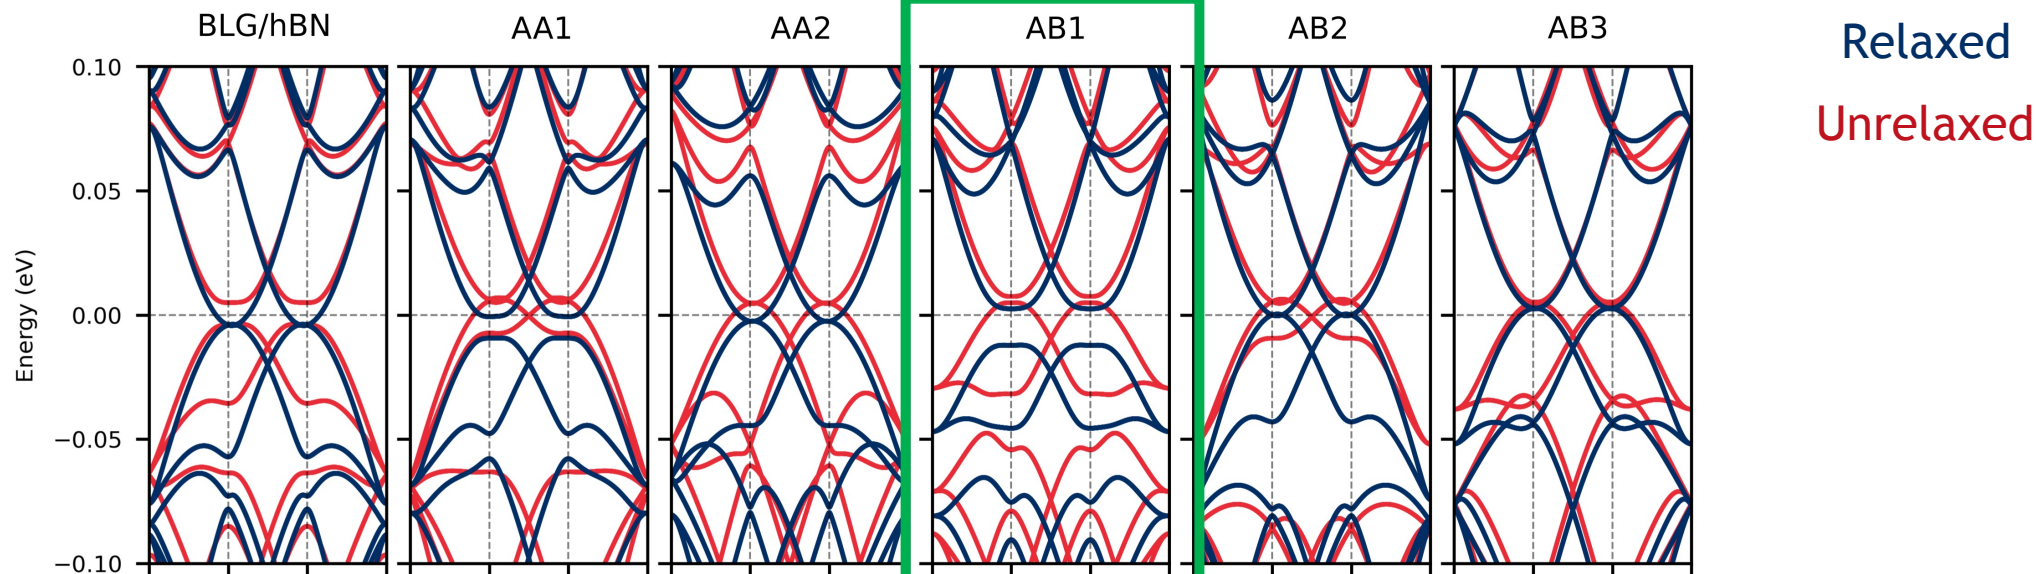 BLG/hBN
AA1
AA2
AB1
AB2
AB3
Relaxed
Unrelaxed
Energy (eV)
0.10
0.05
0.00
−0.05
−0.10